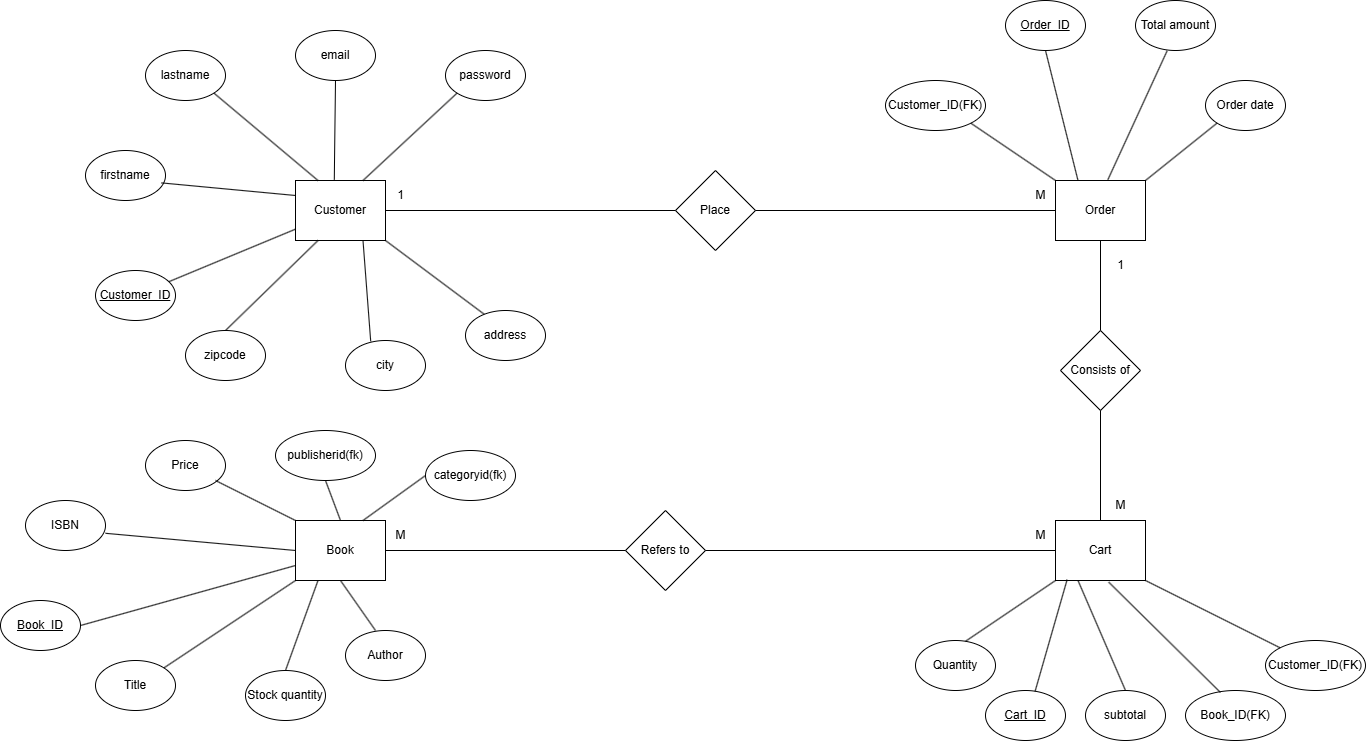 Order_ID
Total amount
email
lastname
password
Customer_ID(FK)
Order date
firstname
Customer
1
Place
M
Order
1
Customer_ID
zipcode
city
address
Consists of
Price
publisherid(fk)
categoryid(fk)
ISBN
Book
M
Refers to
M
M
Cart
Book_ID
Title
Stock quantity
Author
Quantity
Cart_ID
subtotal
Book_ID(FK)
Customer_ID(FK)